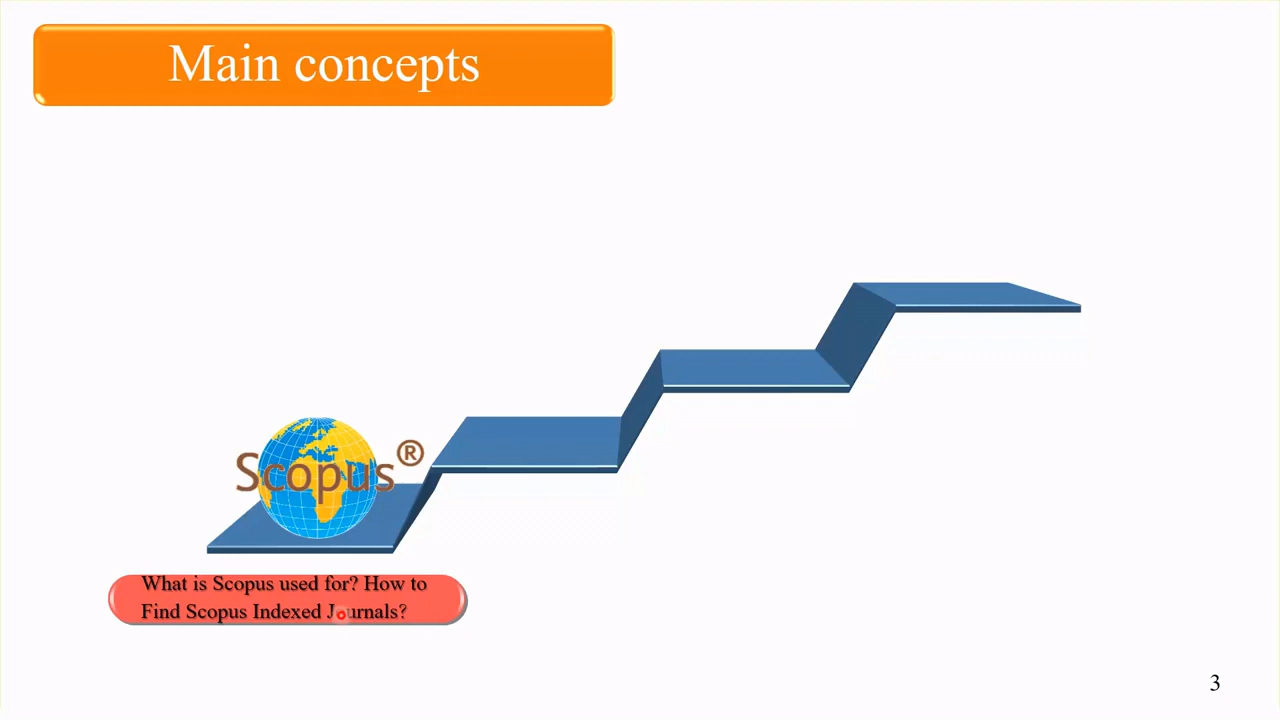 Main concepts
Scopus®
What is Scopus used for? How to
Find Scopus Indexed Journals?
3